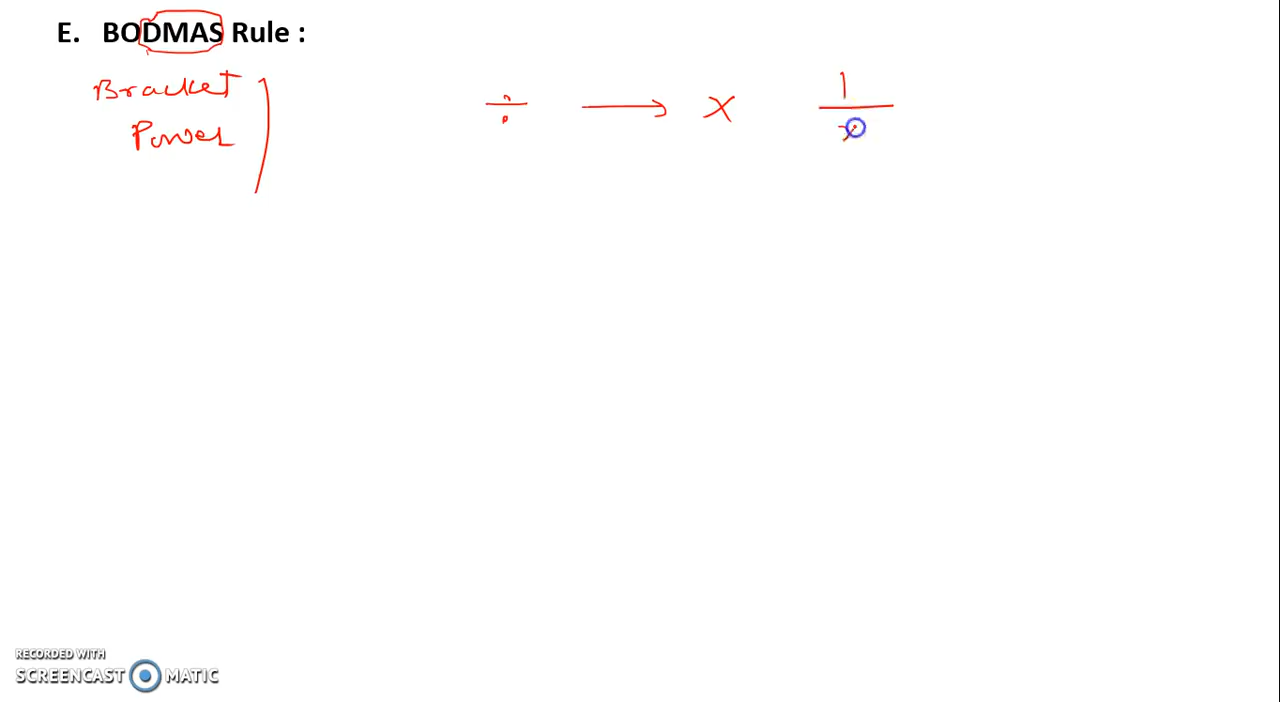 E. BODMAS Rule :
Bracket
Power
÷ → x 1
x
RECORDED WITH
SCREENCAST MATIC